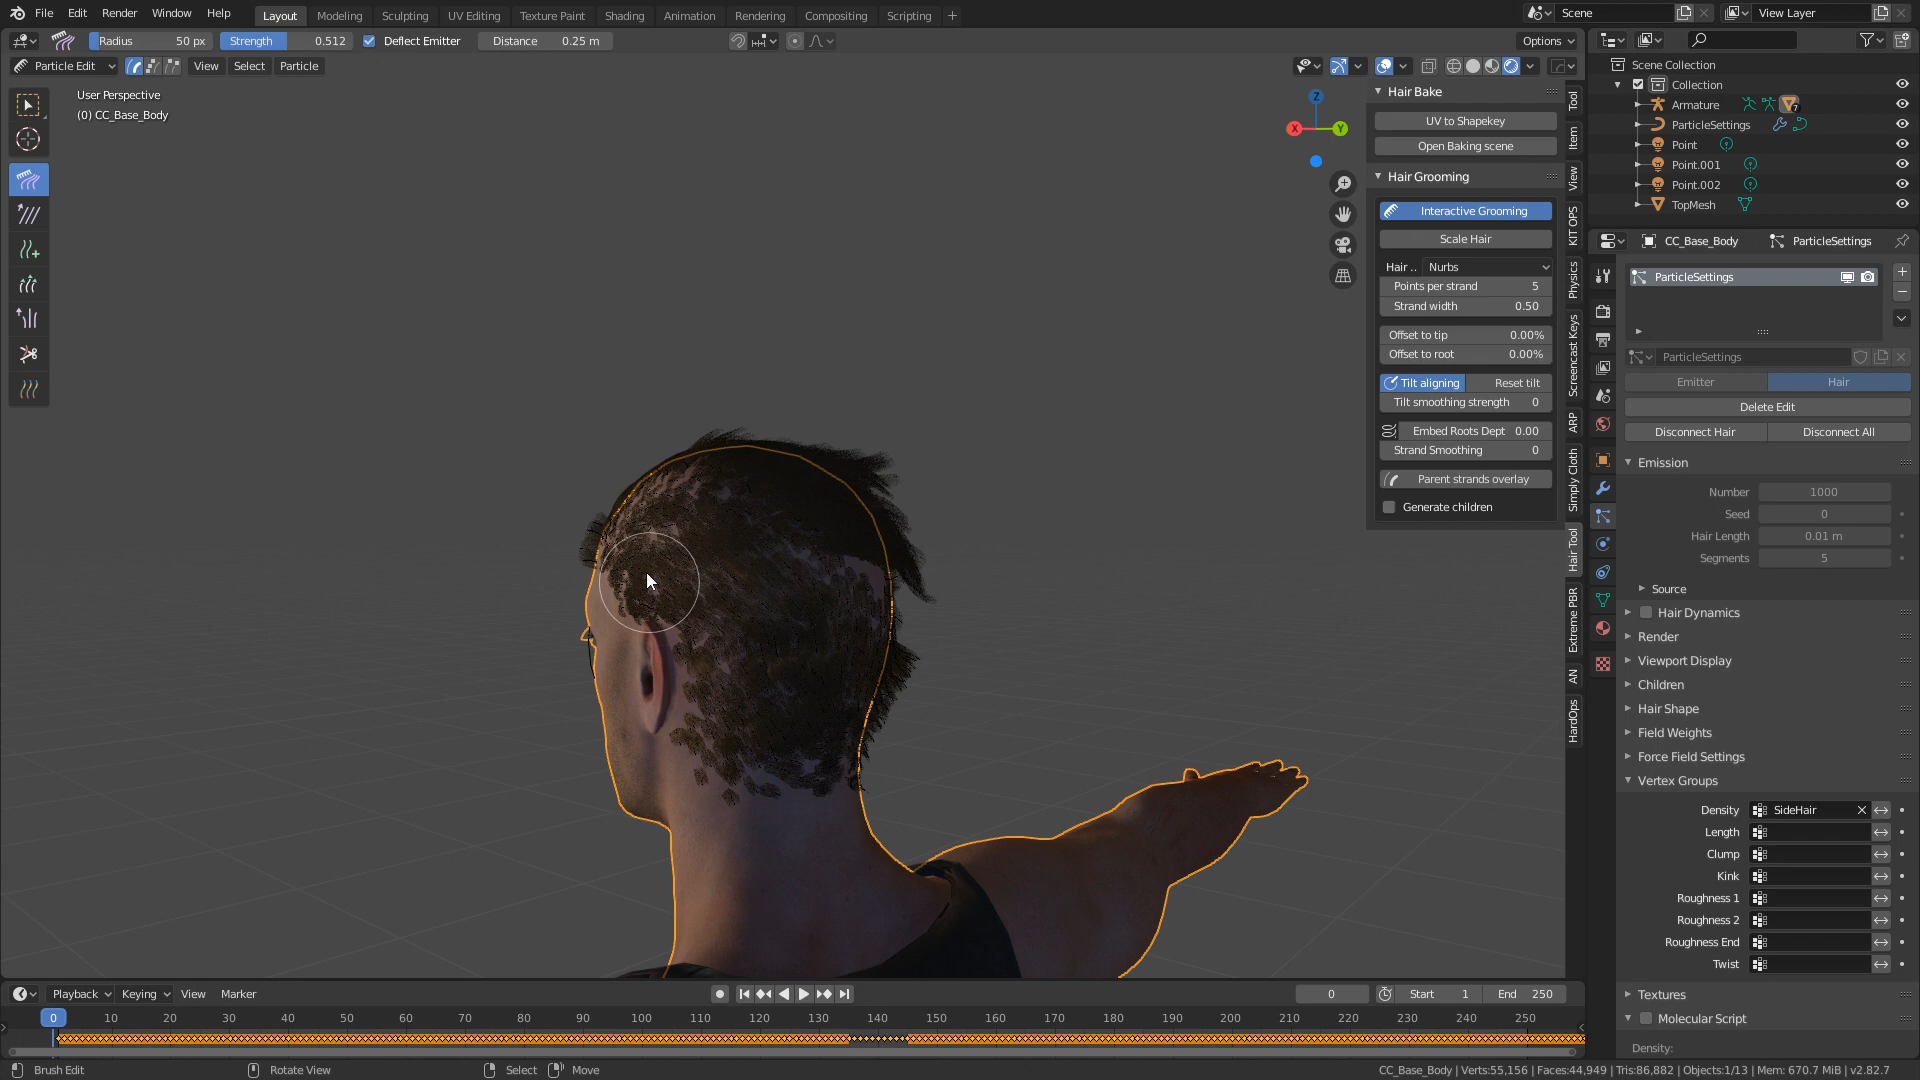 File Edit Render Window Help Layout Modeling Sculpting UV Editing Texture Paint Shading Animation Rendering Compositing Scripting + Scene View Layer
Radius 50 px Strength 0.512 Deflect Emitter Distance 0.25 m Options
Particle Edit View Select Particle
User Perspective
(0) CC_Base_Body
Z
X
Y
Hair Bake
UV to Shapekey
Open Baking scene
Hair Grooming
Interactive Grooming
Scale Hair
Hair .. Nurbs
Points per strand 5
Strand width 0.50
Offset to tip 0.00%
Offset to root 0.00%
Tilt aligning Reset tilt
Tilt smoothing strength 0
Embed Roots Dept 0.00
Strand Smoothing 0
Parent strands overlay
Generate children
Tool
Item
View
KIT OPS
Physics
Screencast Keys
ARP
Simply Cloth
Hair Tool
Extreme PBR
AN
HardOps
Scene Collection
Collection
Armature 7
ParticleSettings
Point
Point.001
Point.002
TopMesh
CC_Base_Body ParticleSettings
ParticleSettings
ParticleSettings
Emitter Hair
Delete Edit
Disconnect Hair Disconnect All
Emission
Number 1000
Seed 0
Hair Length 0.01 m
Segments 5
Source
Hair Dynamics
Render
Viewport Display
Children
Hair Shape
Field Weights
Force Field Settings
Vertex Groups
Density SideHair
Length
Clump
Kink
Roughness 1
Roughness 2
Roughness End
Twist
Textures
Molecular Script
Density:
Playback Keying View Marker 0 Start 1 End 250
0 10 20 30 40 50 60 70 80 90 100 110 120 130 140 150 160 170 180 190 200 210 220 230 240 250
Brush Edit Rotate View Select Move CC_Base_Body | Verts:55,156 | Faces:44,949 | Tris:86,882 | Objects:1/13 | Mem: 670.7 MiB | v2.82.7